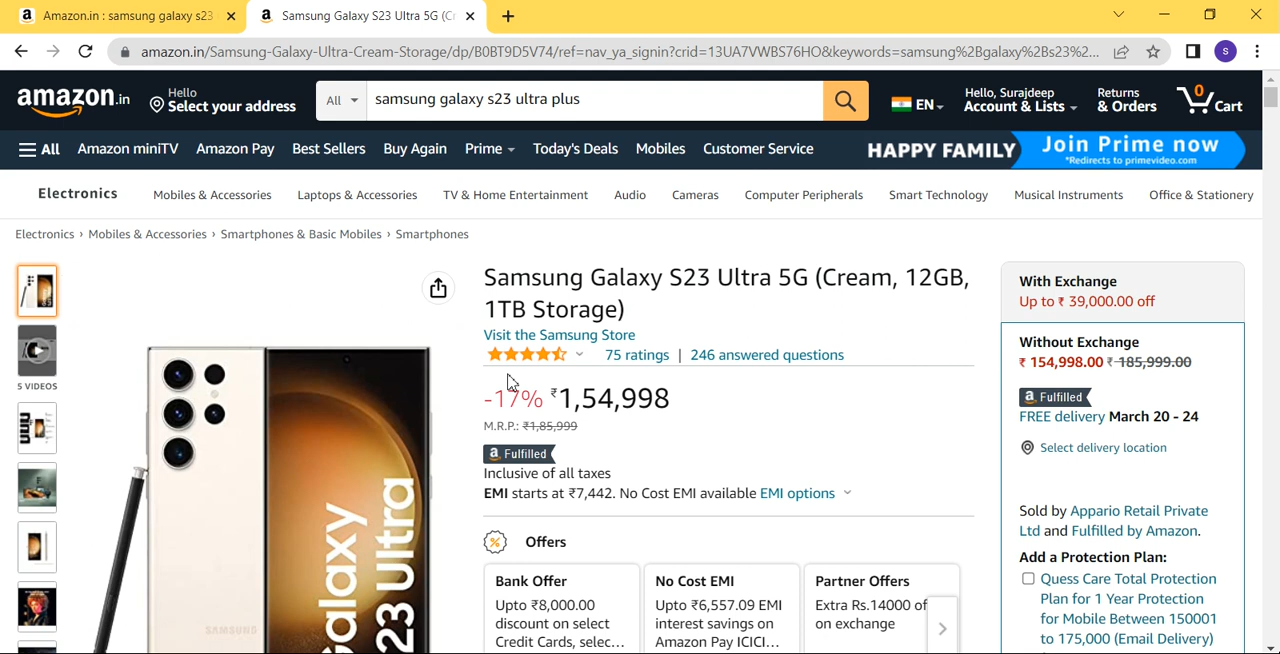 Amazon.in : samsung galaxy s23
Samsung Galaxy S23 Ultra 5G (C
amazon.in/Samsung-Galaxy-Ultra-Cream-Storage/dp/B0BT9D5V74/ref=nav_ya_signin?crid=13UA7VWBS76HO&keywords=samsung%2Bgalaxy%2Bs23%2...
S
amazon.in
Hello
Select your address
All
samsung galaxy s23 ultra plus
EN
Hello, Surajdeep
Account & Lists
Returns
& Orders
0
Cart
All
Amazon miniTV
Amazon Pay
Best Sellers
Buy Again
Prime
Today's Deals
Mobiles
Customer Service
HAPPY FAMILY
Join Prime now
*Redirects to primevideo.com
Electronics
Mobiles & Accessories
Laptops & Accessories
TV & Home Entertainment
Audio
Cameras
Computer Peripherals
Smart Technology
Musical Instruments
Office & Stationery
Electronics › Mobiles & Accessories › Smartphones & Basic Mobiles › Smartphones
5 VIDEOS
SAMSUNG
Galaxy
S23 Ultra
Samsung Galaxy S23 Ultra 5G (Cream, 12GB,
1TB Storage)
Visit the Samsung Store
75 ratings | 246 answered questions
-17% ₹1,54,998
M.R.P.: ₹1,85,999
a Fulfilled
Inclusive of all taxes
EMI starts at ₹7,442. No Cost EMI available EMI options
Offers
Bank Offer
Upto ₹8,000.00
discount on select
Credit Cards, selec...
No Cost EMI
Upto ₹6,557.09 EMI
interest savings on
Amazon Pay ICICI...
Partner Offers
Extra Rs.14000 of
on exchange
With Exchange
Up to ₹ 39,000.00 off
Without Exchange
₹ 154,998.00 ₹ 185,999.00
a Fulfilled
FREE delivery March 20 - 24
Select delivery location
Sold by Appario Retail Private
Ltd and Fulfilled by Amazon.
Add a Protection Plan:
Quess Care Total Protection
Plan for 1 Year Protection
for Mobile Between 150001
to 175,000 (Email Delivery)